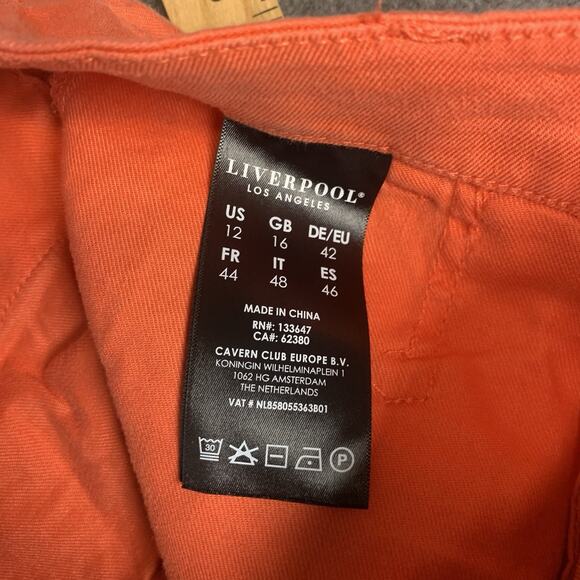 LIVERPOOL®
LOS ANGELES
US GB DE/EU
12 16 42
FR IT ES
44 48 46
MADE IN CHINA
RN#: 133647
CA#: 62380
CAVERN CLUB EUROPE B.V.
KONINGIN WILHELMINAPLEIN 1
1062 HG AMSTERDAM
THE NETHERLANDS
VAT # NL858055363B01
30 P